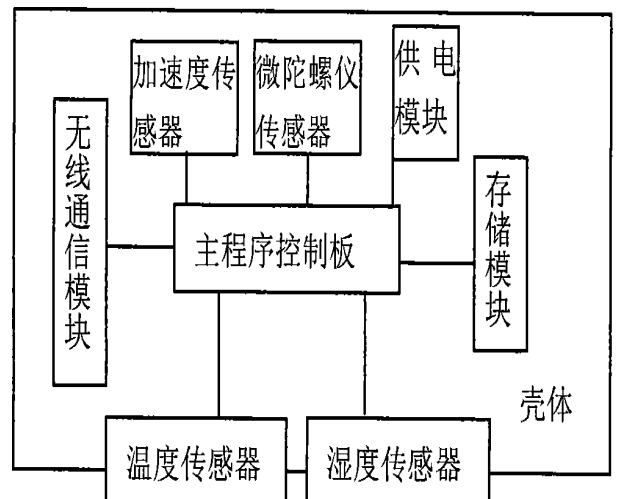 加速度传
感器
微陀螺仪
传感器
供电
模块
无线通信模块
主程序控制板
存储模块
壳体
温度传感器
湿度传感器